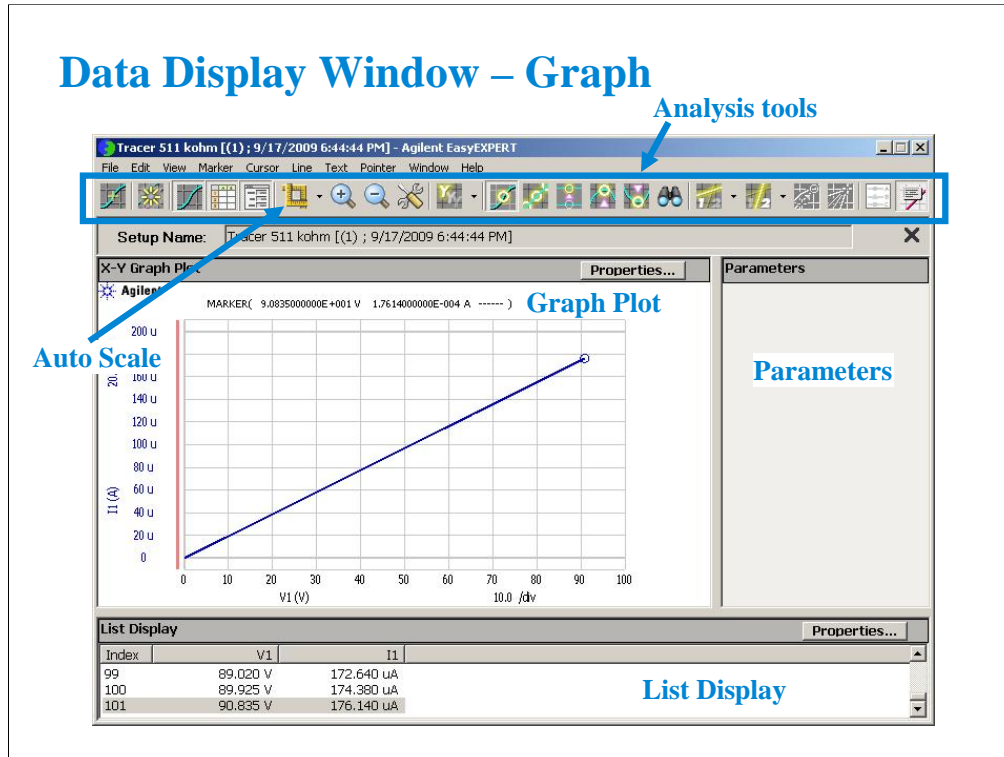 Data Display Window – Graph
Analysis tools
Tracer 511 kohm [(1) ; 9/17/2009 6:44:44 PM] - Agilent EasyEXPERT
File Edit View Marker Cursor Line Text Pointer Window Help
Setup Name: Tracer 511 kohm [(1) ; 9/17/2009 6:44:44 PM]
X-Y Graph Plot
Properties...
Parameters
Agilent
MARKER( 9.0835000000E+001 V 1.7614000000E-004 A ------ )
Graph Plot
200 u
Auto Scale
Parameters
20.
160 u
140 u
120 u
100 u
80 u
60 u
40 u
20 u
0
I1 (A)
0 10 20 30 40 50 60 70 80 90 100
V1 (V) 10.0 /div
List Display
Properties...
Index V1 I1
99 89.020 V 172.640 uA
100 89.925 V 174.380 uA
101 90.835 V 176.140 uA
List Display